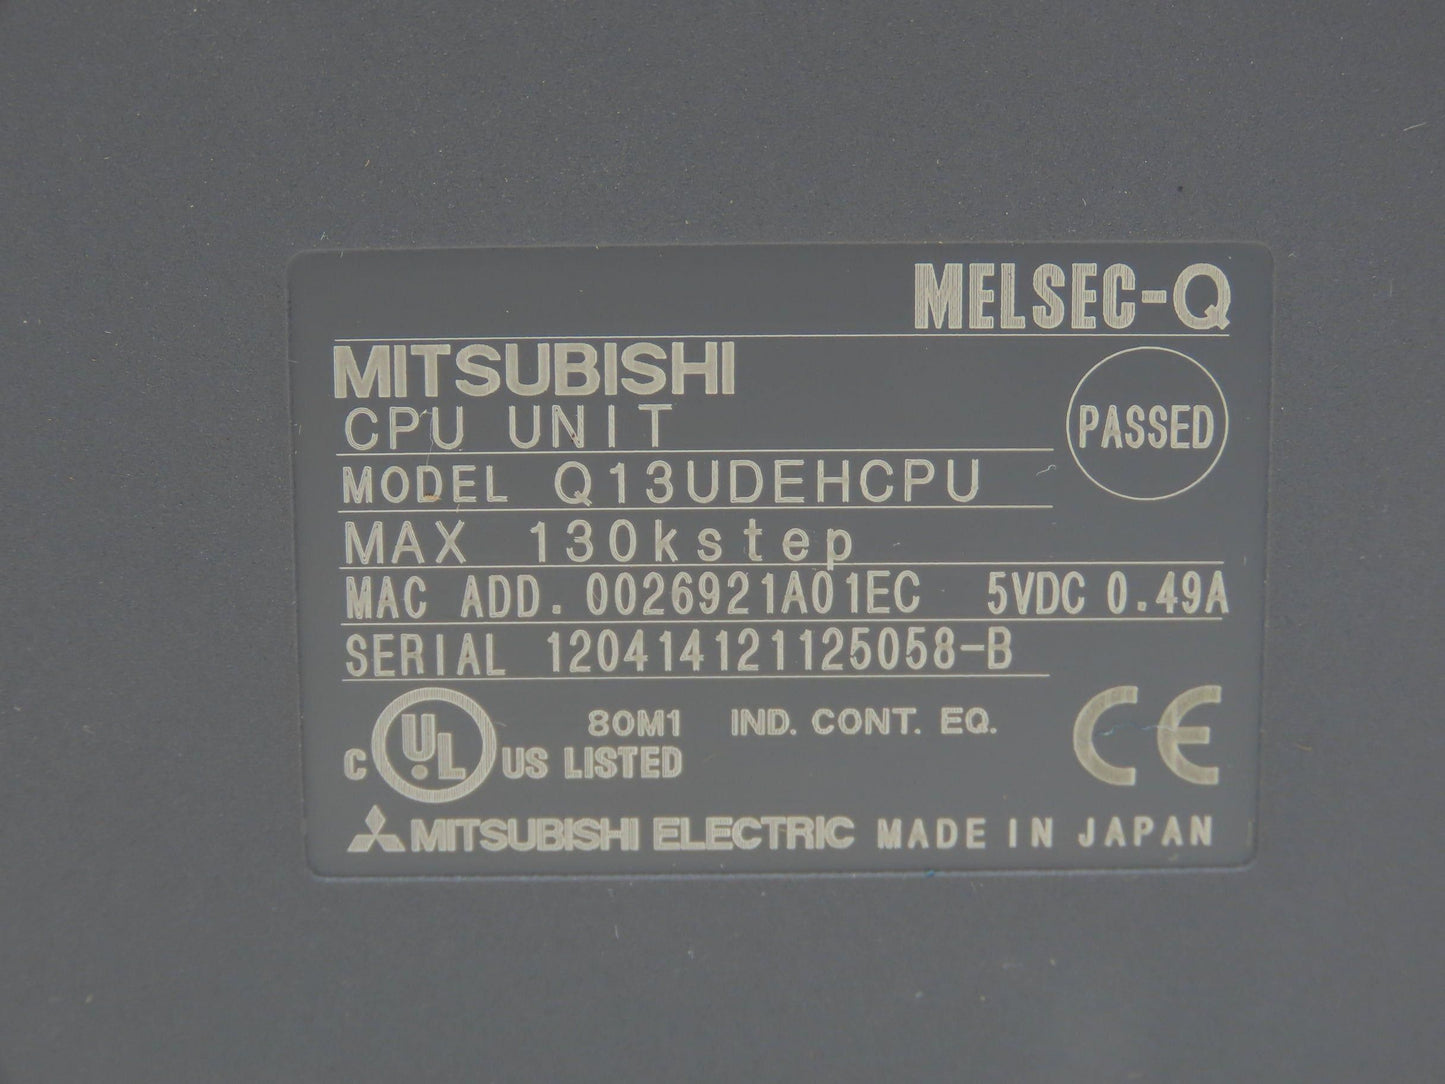 MELSEC-Q
MITSUBISHI
CPU UNIT
PASSED
MODEL Q13UDEHCPU
MAX 130kstep
MAC ADD. 0026921A01EC 5VDC 0.49A
SERIAL 120414121125058-B
C UL US LISTED
80M1 IND. CONT. EQ.
CE
MITSUBISHI ELECTRIC MADE IN JAPAN